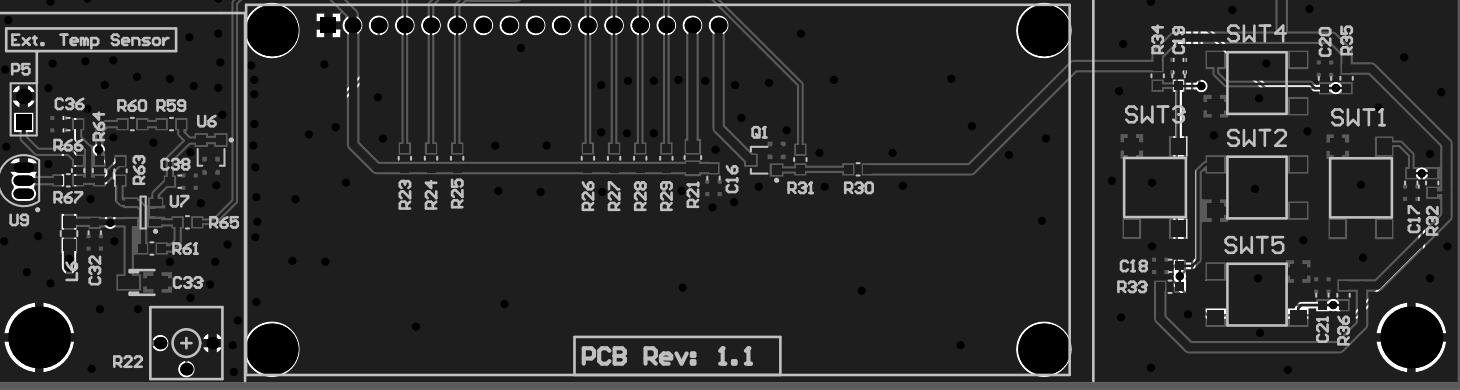 Ext. Temp Sensor
P5
C36
R60
R59
R64
U6
R66
R63
C38
R67
U7
U9
R65
R61
L6
C32
C33
R22
R23
R24
R25
R26
R27
R28
R29
R21
C16
Q1
R31
R30
PCB Rev: 1.1
R34
C19
SWT4
C20
R35
SWT3
SWT2
SWT1
C17
R32
SWT5
C18
R33
C21
R36